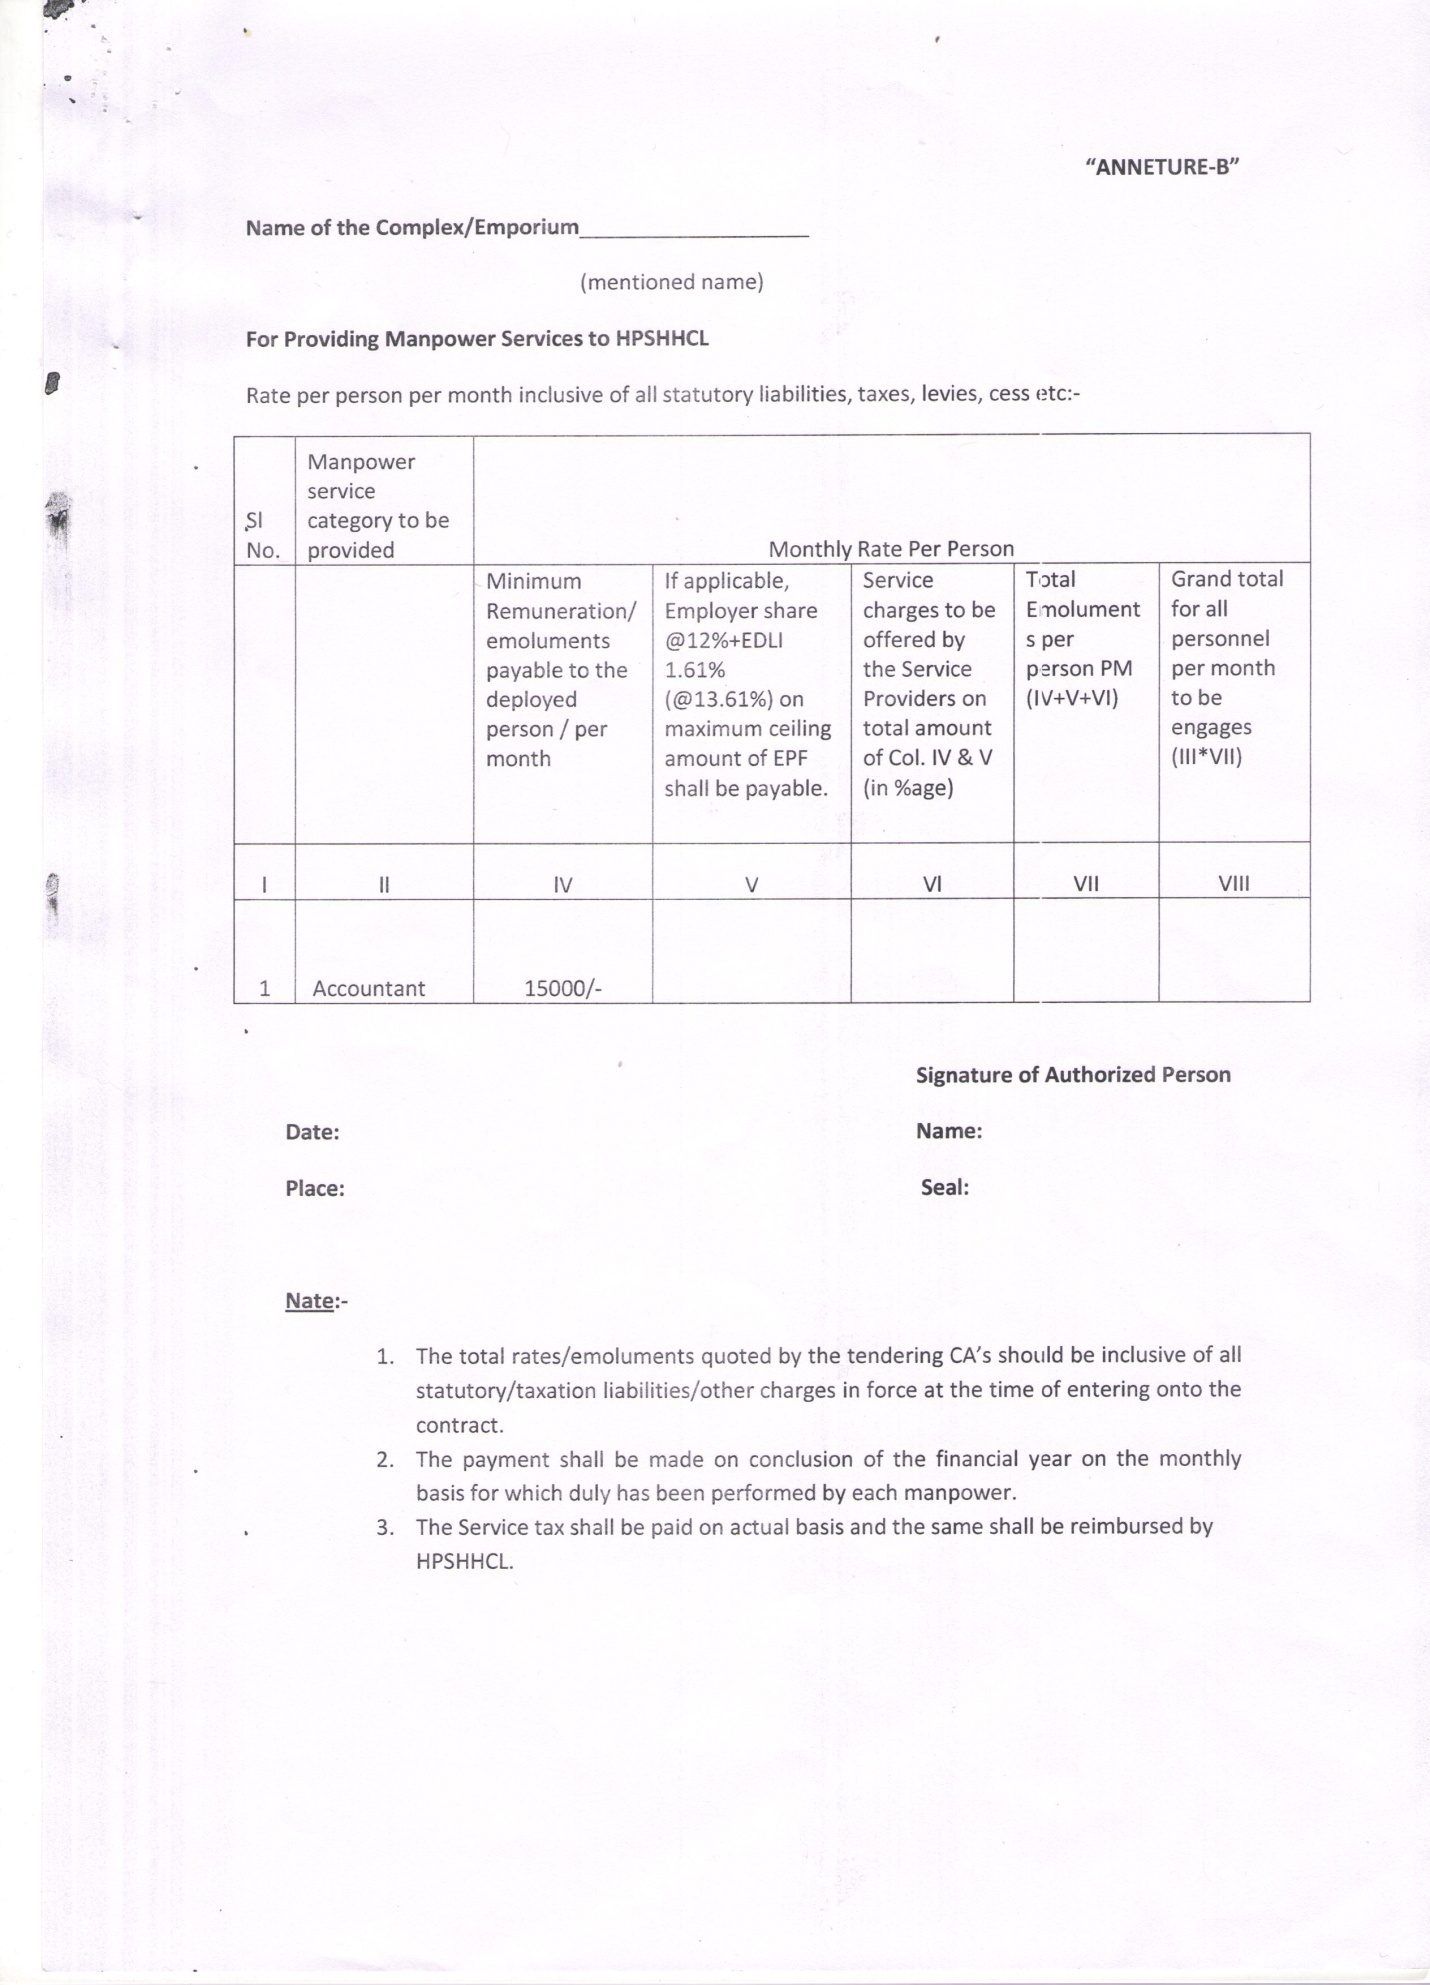 “ANNETURE-B”
Name of the Complex/Emporium____________________
(mentioned name)
For Providing Manpower Services to HPSHHCL
Rate per person per month inclusive of all statutory liabilities, taxes, levies, cess etc:-
Sl
No.
Manpower
service
category to be
provided
Monthly Rate Per Person
Minimum
Remuneration/
emoluments
payable to the
deployed
person / per
month
If applicable,
Employer share
@12%+EDLI
1.61%
(@13.61%) on
maximum ceiling
amount of EPF
shall be payable.
Service
charges to be
offered by
the Service
Providers on
total amount
of Col. IV & V
(in %age)
Total
Emolument
s per
person PM
(IV+V+VI)
Grand total
for all
personnel
per month
to be
engages
(III*VII)
I II IV V VI VII VIII
1 Accountant 15000/-
Signature of Authorized Person
Date: Name:
Place: Seal:
Nate:-
1. The total rates/emoluments quoted by the tendering CA’s should be inclusive of all
statutory/taxation liabilities/other charges in force at the time of entering onto the
contract.
2. The payment shall be made on conclusion of the financial year on the monthly
basis for which duly has been performed by each manpower.
3. The Service tax shall be paid on actual basis and the same shall be reimbursed by
HPSHHCL.